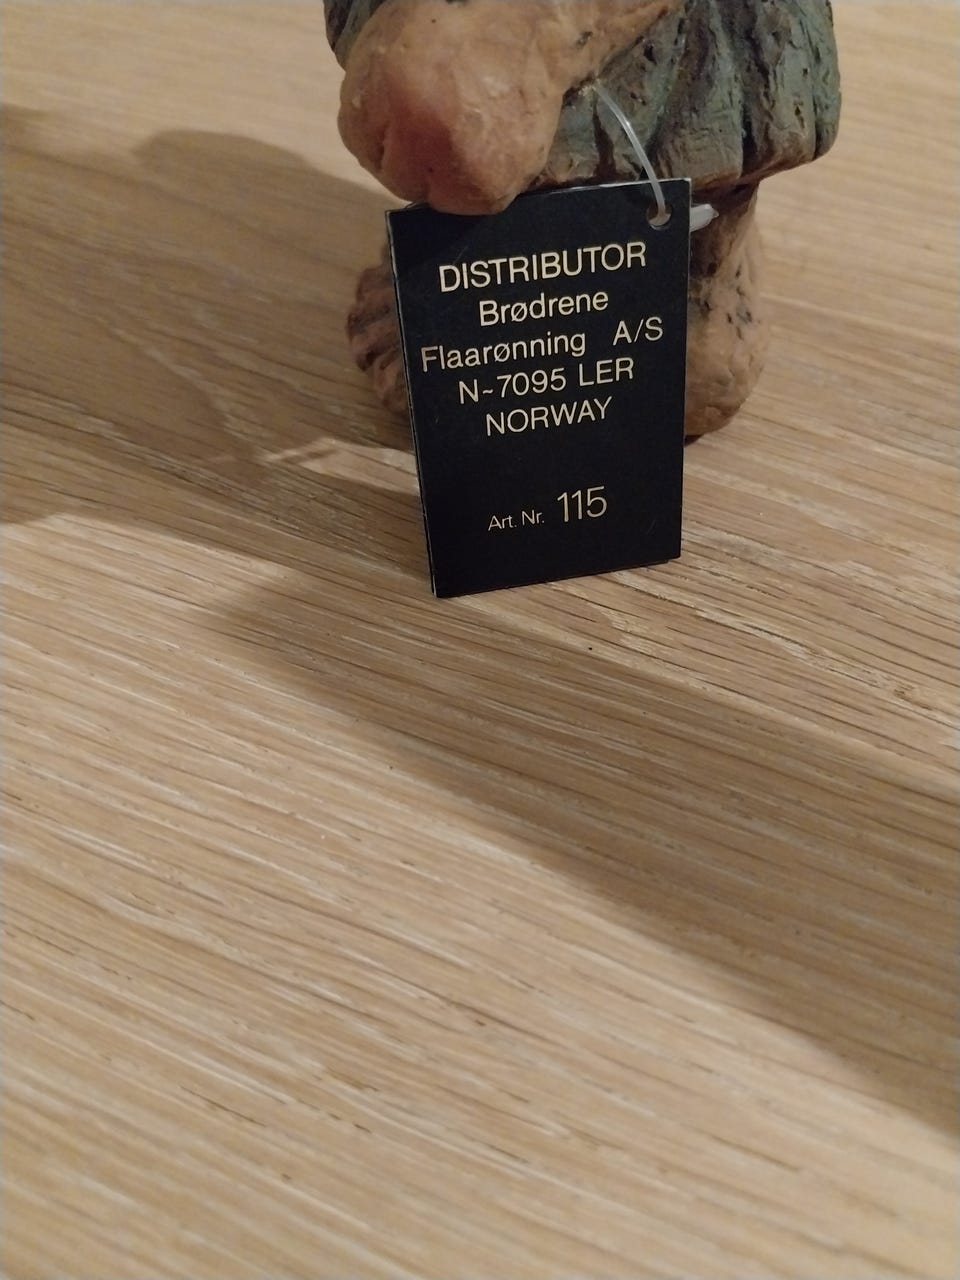 DISTRIBUTOR
Brødrene
Flaarønning A/S
N~7095 LER
NORWAY
Art. Nr. 115